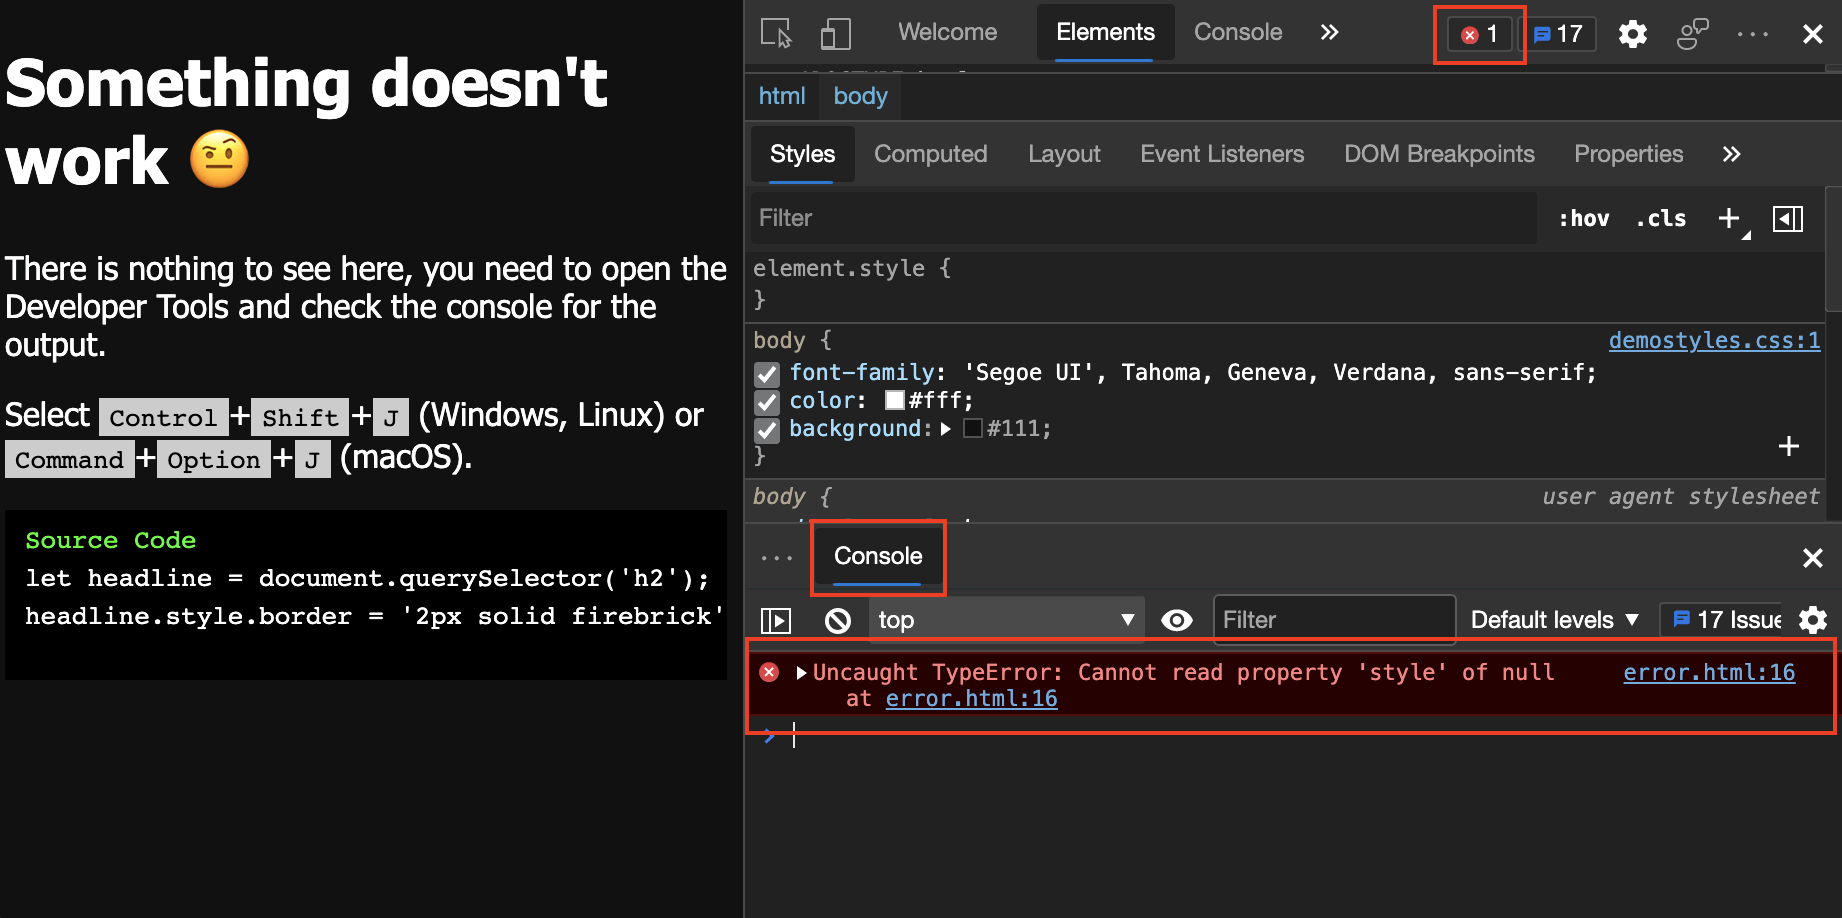 Something doesn't
work 🤨
There is nothing to see here, you need to open the
Developer Tools and check the console for the
output.
Select Control+Shift+J (Windows, Linux) or
Command+Option+J (macOS).
Source Code
let headline = document.querySelector('h2');
headline.style.border = '2px solid firebrick'
Welcome Elements Console 1 17
html body
Styles Computed Layout Event Listeners DOM Breakpoints Properties
Filter :hov .cls
element.style {
}
body { demostyles.css:1
font-family: 'Segoe UI', Tahoma, Geneva, Verdana, sans-serif;
color: #fff;
background: #111;
}
body { user agent stylesheet
Console
top Filter Default levels 17 Issue
Uncaught TypeError: Cannot read property 'style' of null error.html:16
at error.html:16